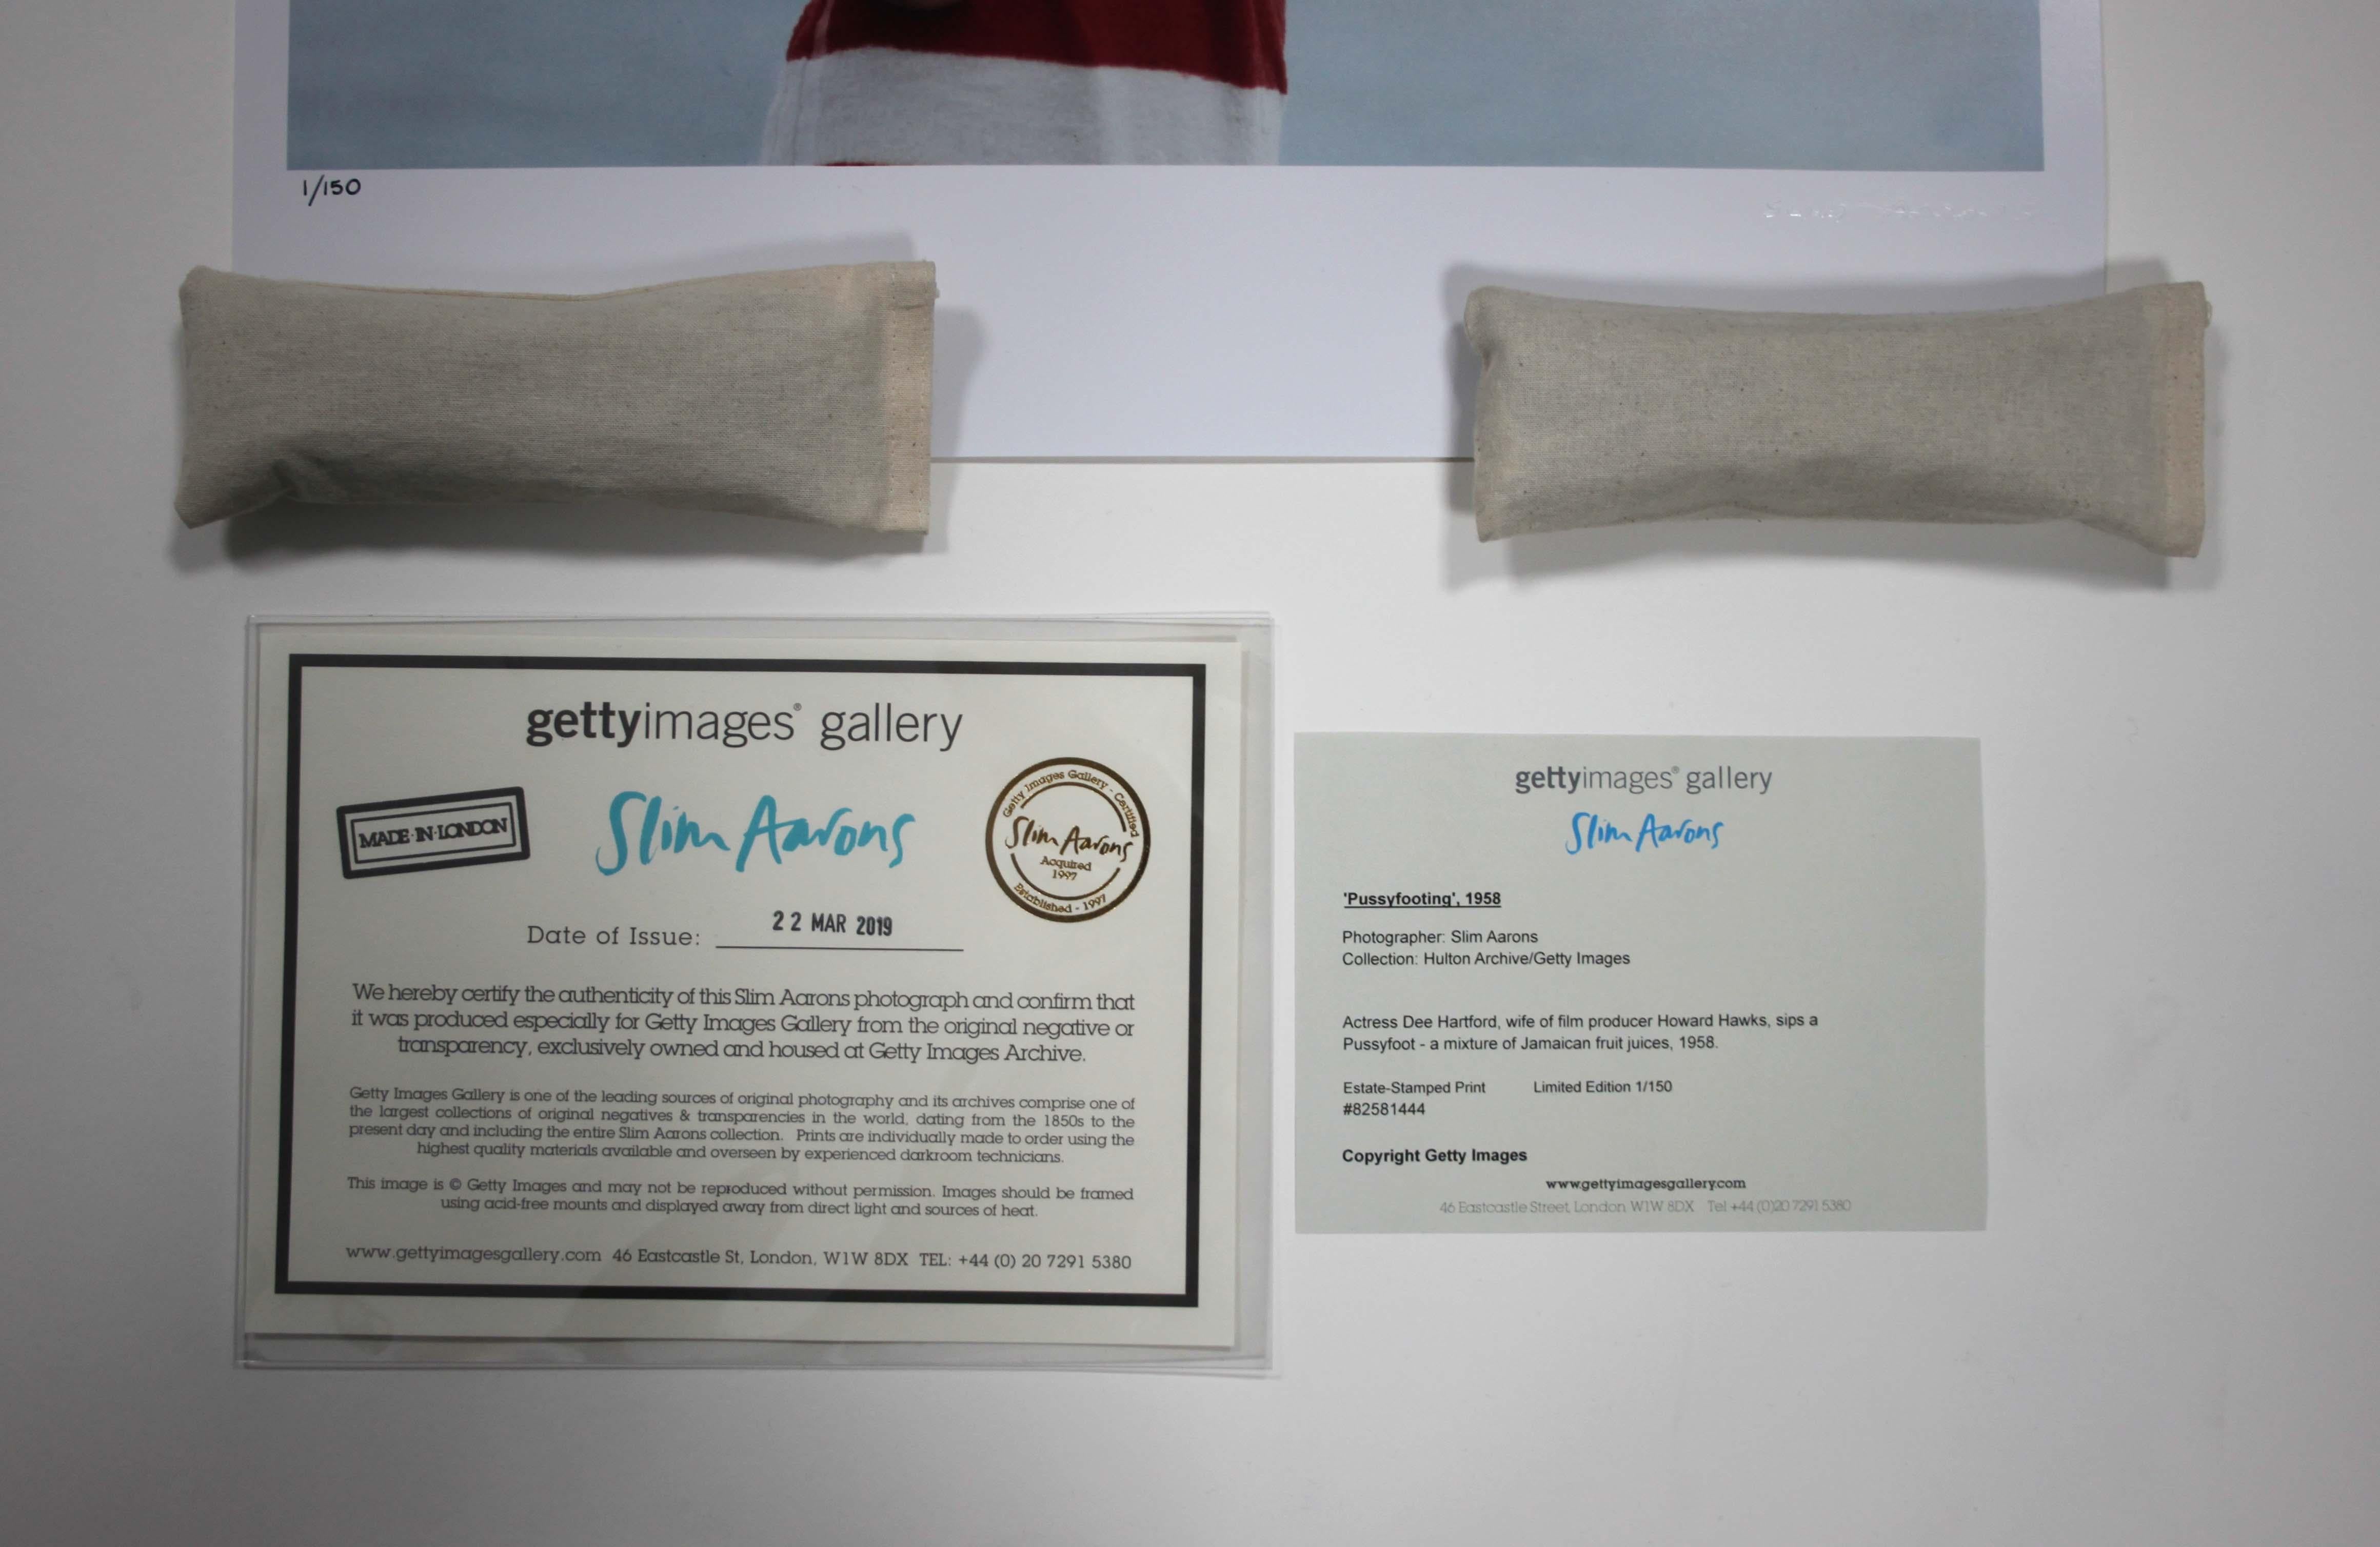 1/150
gettyimages® gallery
MADE·IN·LONDON
Slim Aarons
Getty Images Gallery - Certified
Slim Aarons
Acquired
1997
Established - 1997
Date of Issue: 22 MAR 2019
We hereby certify the authenticity of this Slim Aarons photograph and confirm that
it was produced especially for Getty Images Gallery from the original negative or
transparency, exclusively owned and housed at Getty Images Archive.
Getty Images Gallery is one of the leading sources of original photography and its archives comprise one of
the largest collections of original negatives & transparencies in the world, dating from the 1850s to the
present day and including the entire Slim Aarons collection. Prints are individually made to order using the
highest quality materials available and overseen by experienced darkroom technicians.
This image is © Getty Images and may not be reproduced without permission. Images should be framed
using acid-free mounts and displayed away from direct light and sources of heat.
www.gettyimagesgallery.com 46 Eastcastle St, London, W1W 8DX TEL: +44 (0) 20 7291 5380
gettyimages® gallery
Slim Aarons
'Pussyfooting', 1958
Photographer: Slim Aarons
Collection: Hulton Archive/Getty Images
Actress Dee Hartford, wife of film producer Howard Hawks, sips a
Pussyfoot - a mixture of Jamaican fruit juices, 1958.
Estate-Stamped Print Limited Edition 1/150
#82581444
Copyright Getty Images
www.gettyimagesgallery.com
46 Eastcastle Street London W1W 8DX Tel +44 (0)20 7291 5380